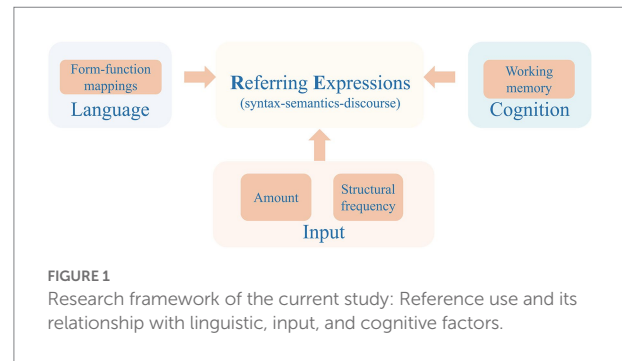 Form-function
mappings
Language
Referring Expressions
(syntax-semantics-discourse)
Working
memory
Cognition
Amount
Structural
frequency
Input
FIGURE 1
Research framework of the current study: Reference use and its
relationship with linguistic, input, and cognitive factors.